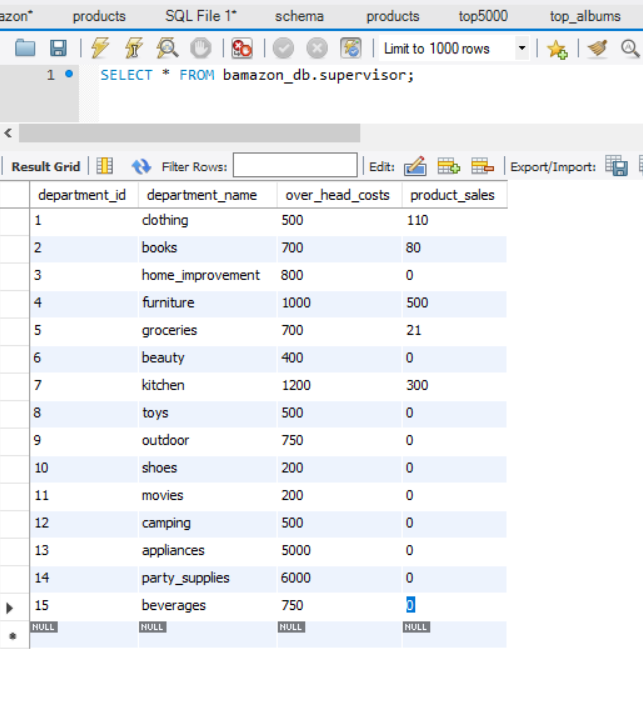 azon* products SQL File 1* schema products top5000 top_albums
Limit to 1000 rows
1 SELECT * FROM bamazon_db.supervisor;
Result Grid Filter Rows: Edit: Export/Import:
department_id department_name over_head_costs product_sales
1 clothing 500 110
2 books 700 80
3 home_improvement 800 0
4 furniture 1000 500
5 groceries 700 21
6 beauty 400 0
7 kitchen 1200 300
8 toys 500 0
9 outdoor 750 0
10 shoes 200 0
11 movies 200 0
12 camping 500 0
13 appliances 5000 0
14 party_supplies 6000 0
15 beverages 750 0
NULL NULL NULL NULL